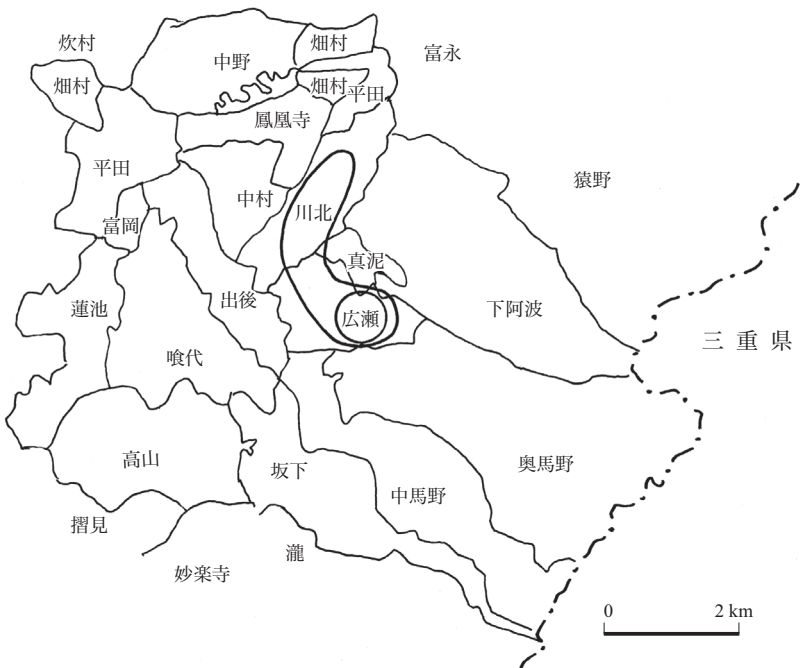 炊村
畑村
中野
畑村
富永
畑村
平田
鳳凰寺
平田
猿野
中村
川北
富岡
真泥
蓮池
出後
広瀬
下阿波
三重県
喰代
高山
坂下
中馬野
奥馬野
摺見
瀧
妙楽寺
0 2 km